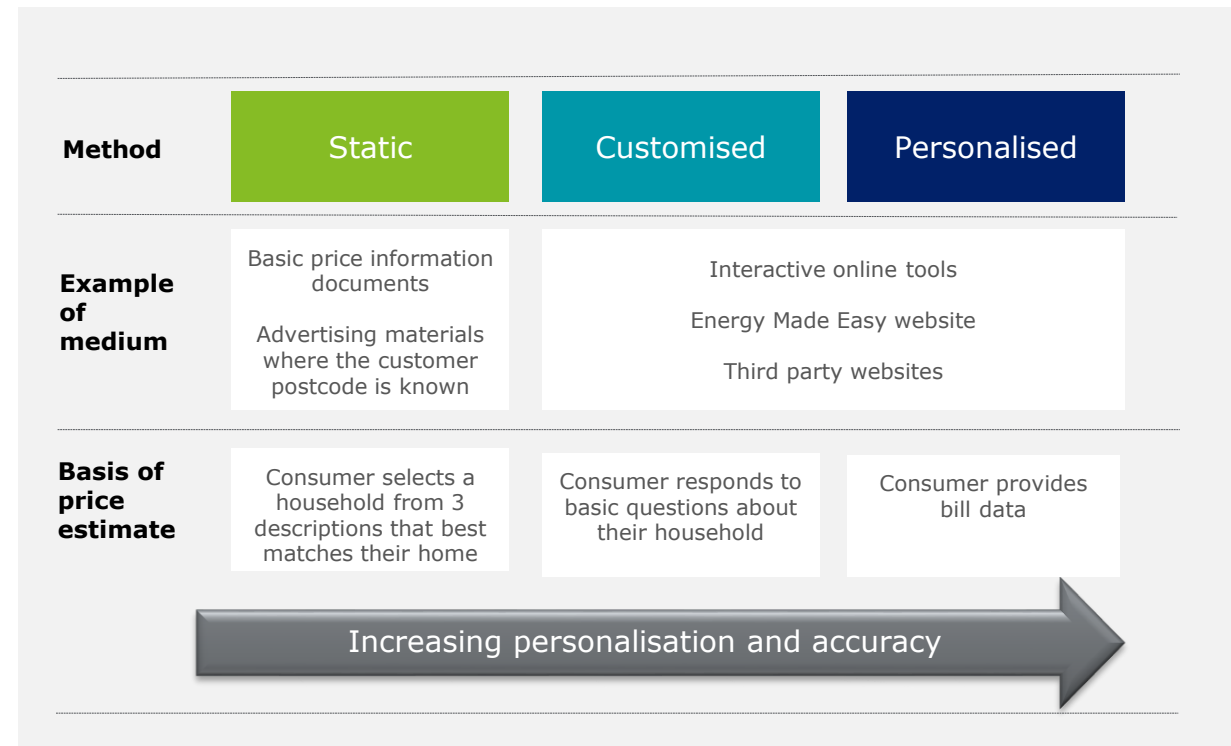 Method
Static
Customised
Personalised
Example
of
medium
Basic price information
documents
Advertising materials
where the customer
postcode is known
Interactive online tools
Energy Made Easy website
Third party websites
Basis of
price
estimate
Consumer selects a
household from 3
descriptions that best
matches their home
Consumer responds to
basic questions about
their household
Consumer provides
bill data
Increasing personalisation and accuracy